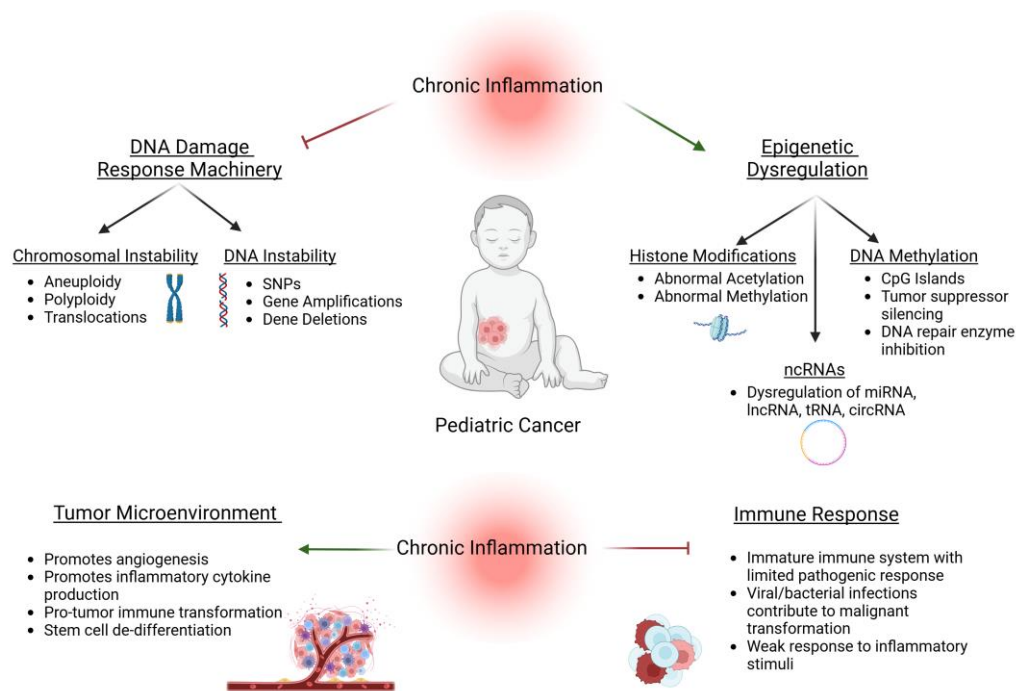 Chronic Inflammation
DNA Damage
Response Machinery
Chromosomal Instability
• Aneuploidy
• Polyploidy
• Translocations
DNA Instability
• SNPs
• Gene Amplifications
• Dene Deletions
Epigenetic
Dysregulation
Histone Modifications
• Abnormal Acetylation
• Abnormal Methylation
DNA Methylation
• CpG Islands
• Tumor suppressor
silencing
• DNA repair enzyme
inhibition
ncRNAs
• Dysregulation of miRNA,
lncRNA, tRNA, circRNA
Pediatric Cancer
Tumor Microenvironment
• Promotes angiogenesis
• Promotes inflammatory cytokine
production
• Pro-tumor immune transformation
• Stem cell de-differentiation
Chronic Inflammation
Immune Response
• Immature immune system with
limited pathogenic response
• Viral/bacterial infections
contribute to malignant
transformation
• Weak response to inflammatory
stimuli